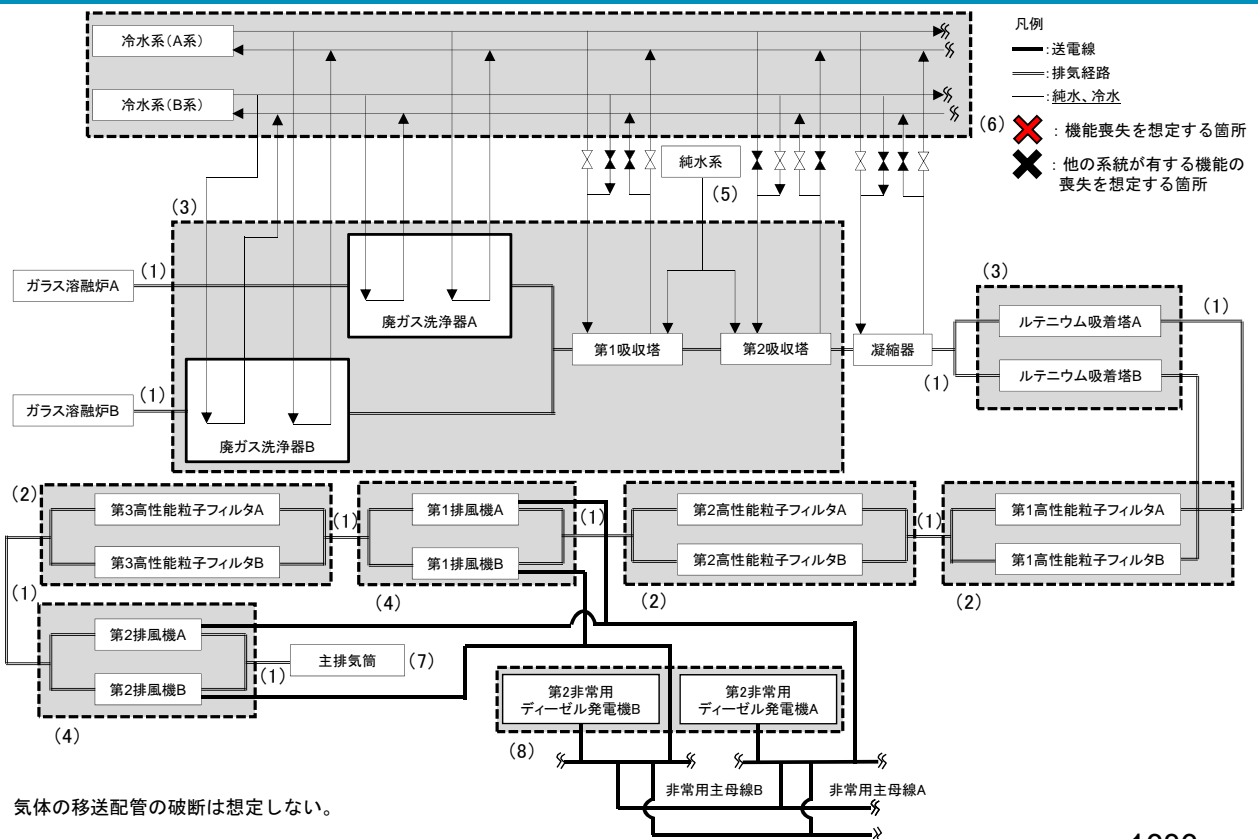 冷水系(A系)
冷水系(B系)
凡例
:送電線
:排気経路
:純水、冷水
(6)
:機能喪失を想定する箇所
:他の系統が有する機能の
喪失を想定する箇所
純水系
(5)
(3)
ガラス溶融炉A
(1)
廃ガス洗浄器A
ガラス溶融炉B
(1)
廃ガス洗浄器B
第1吸収塔
第2吸収塔
凝縮器
(1)
(3)
ルテニウム吸着塔A
ルテニウム吸着塔B
(1)
(2)
第3高性能粒子フィルタA
第3高性能粒子フィルタB
(1)
第1排風機A
第1排風機B
(1)
(4)
第2高性能粒子フィルタA
第2高性能粒子フィルタB
(2)
(1)
第1高性能粒子フィルタA
第1高性能粒子フィルタB
(2)
(1)
第2排風機A
第2排風機B
(4)
(1)
主排気筒
(7)
第2非常用
ディーゼル発電機B
第2非常用
ディーゼル発電機A
(8)
非常用主母線B
非常用主母線A
気体の移送配管の破断は想定しない。